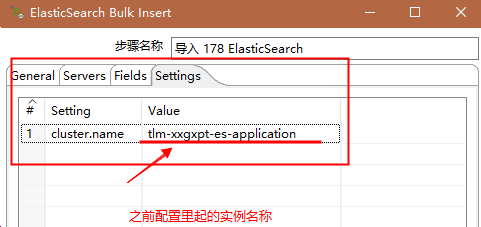 ElasticSearch Bulk Insert
步骤名称 导入 178 ElasticSearch
General Servers Fields Settings
# Setting Value
1 cluster.name tlm-xxgxpt-es-application
之前配置里起的实例名称